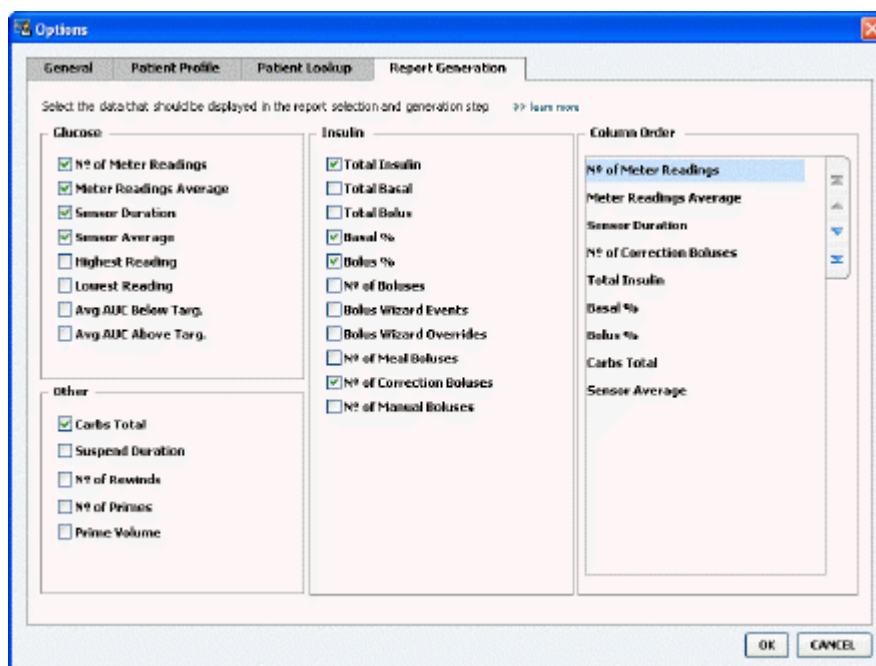 Options
General Patient Profile Patient Lookup Report Generation
Select the data that should be displayed in the report selection and generation step >> learn more
Glucose
Nº of Meter Readings
Meter Readings Average
Sensor Duration
Sensor Average
Highest Reading
Lowest Reading
Avg AUC Below Targ.
Avg AUC Above Targ.
Other
Carbs Total
Suspend Duration
Nº of Rewinds
Nº of Primes
Prime Volume
Insulin
Total Insulin
Total Basal
Total Bolus
Basal %
Bolus %
Nº of Boluses
Bolus Wizard Events
Bolus Wizard Overrides
Nº of Meal Boluses
Nº of Correction Boluses
Nº of Manual Boluses
Column Order
Nº of Meter Readings
Meter Readings Average
Sensor Duration
Nº of Correction Boluses
Total Insulin
Basal %
Bolus %
Carbs Total
Sensor Average
OK CANCEL